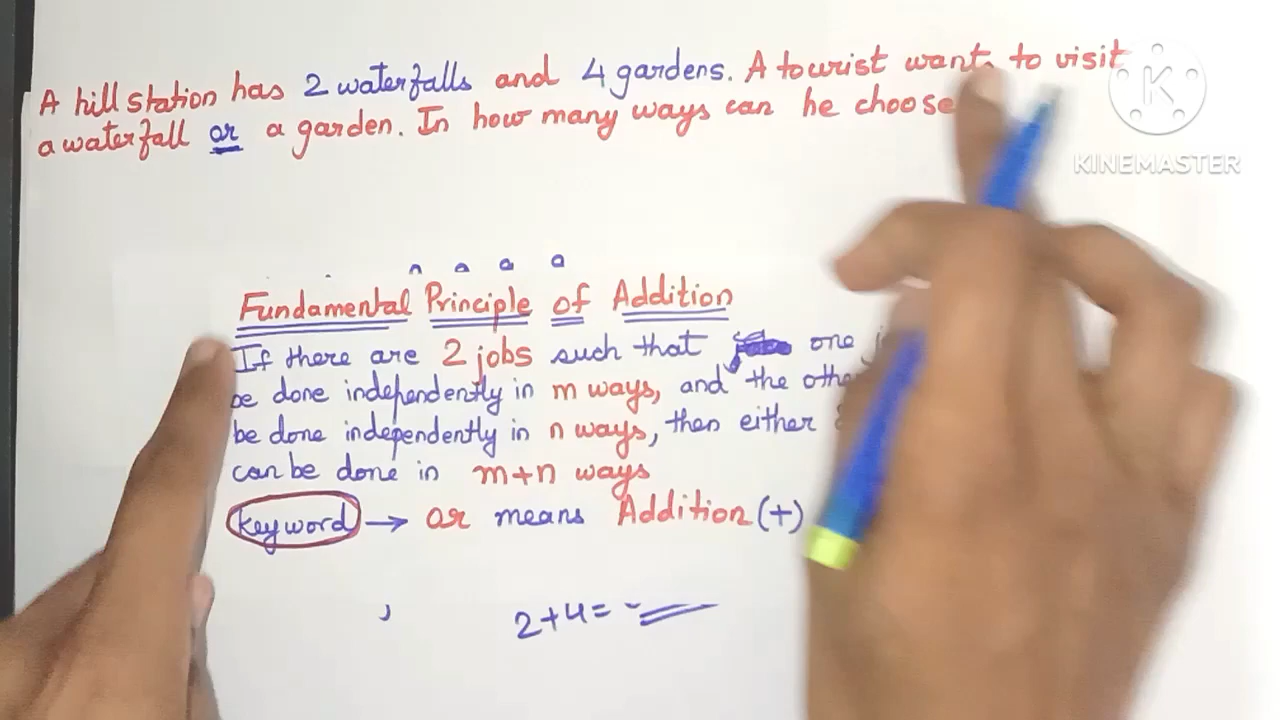 A hill station has 2 waterfalls and 4 gardens. A tourist wants to visit
a waterfall or a garden. In how many ways can he choose
K
KINEMASTER
Fundamental Principle of Addition
If there are 2 jobs such that one
be done independently in m ways, and the other
be done independently in n ways, then either
can be done in m+n ways
keyword → or means Addition (+)
2+4=